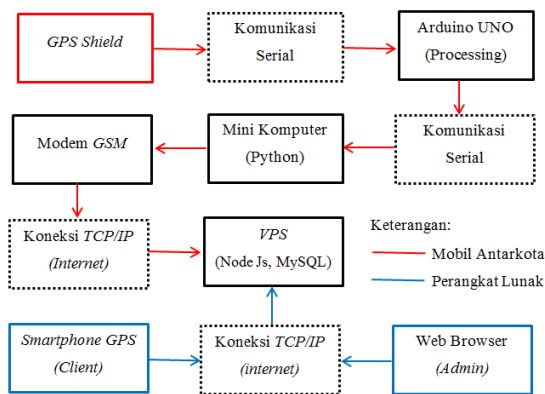 GPS Shield
Komunikasi
Serial
Arduino UNO
(Processing)
Modem GSM
Mini Komputer
(Python)
Komunikasi
Serial
Koneksi TCP/IP
(Internet)
VPS
(Node Js, MySQL)
Keterangan:
Mobil Antarkota
Perangkat Lunak
Smartphone GPS
(Client)
Koneksi TCP/IP
(internet)
Web Browser
(Admin)